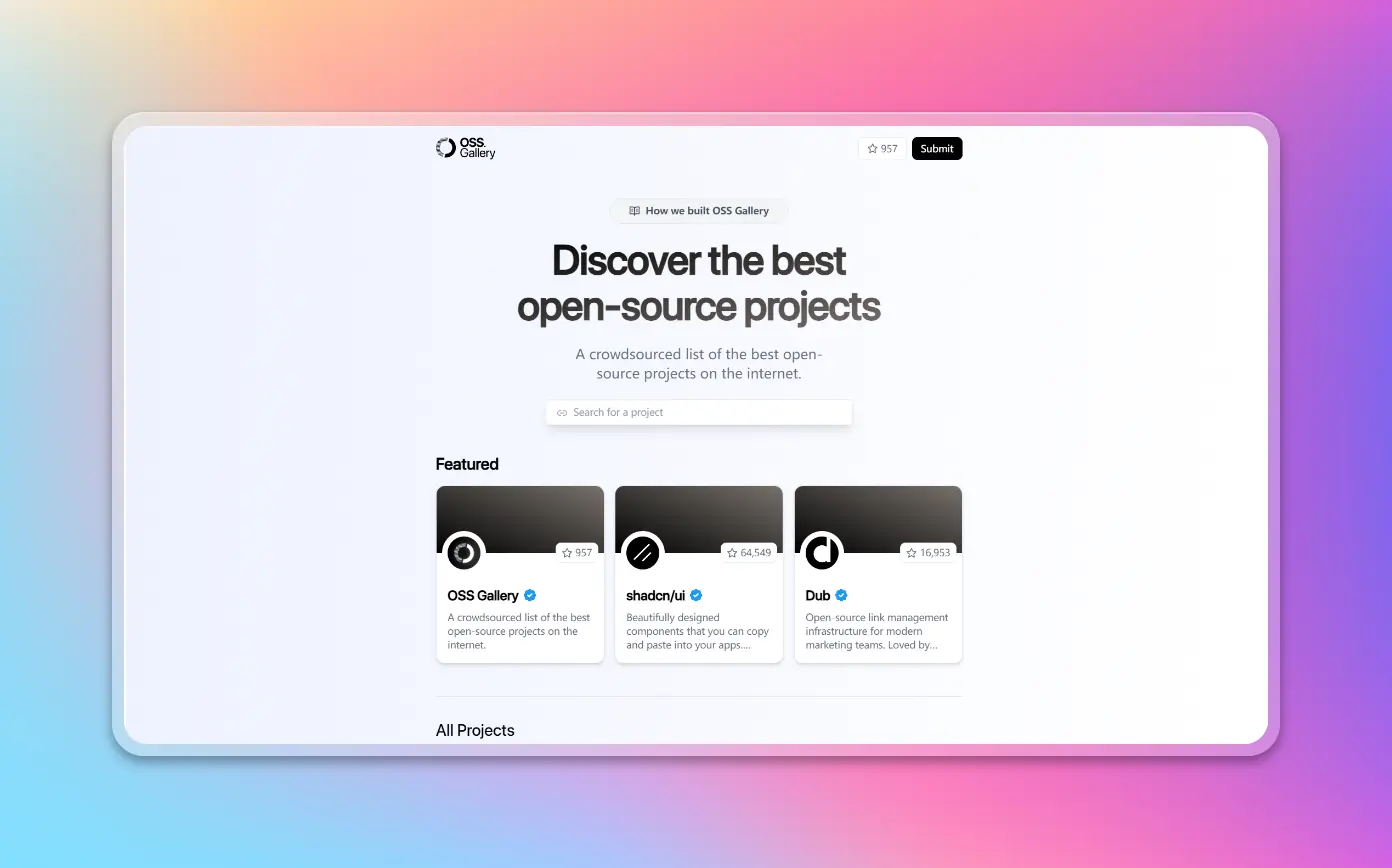 OSS.
Gallery
957
Submit
How we built OSS Gallery
Discover the best
open-source projects
A crowdsourced list of the best open-
source projects on the internet.
Search for a project
Featured
957
64,549
16,953
OSS Gallery
A crowdsourced list of the best
open-source projects on the
internet.
shadcn/ui
Beautifully designed
components that you can copy
and paste into your apps....
Dub
Open-source link management
infrastructure for modern
marketing teams. Loved by...
All Projects